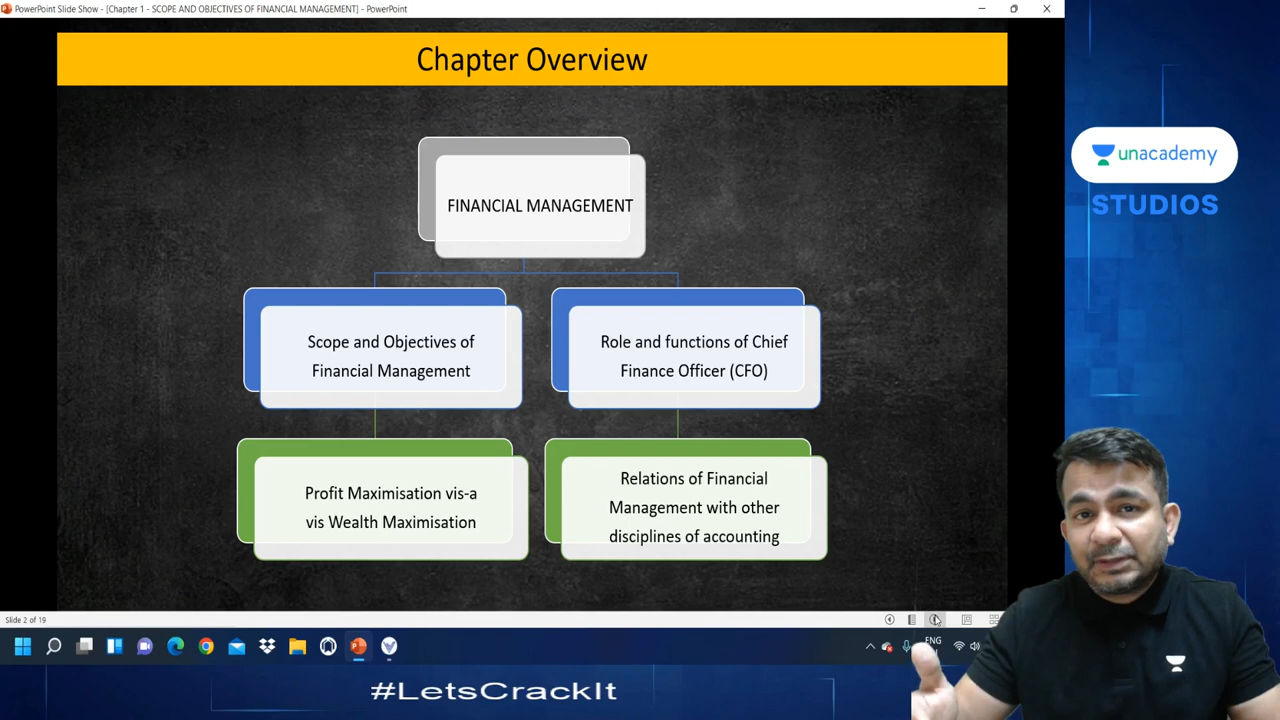 PowerPoint Slide Show - [Chapter 1 - SCOPE AND OBJECTIVES OF FINANCIAL MANAGEMENT] - PowerPoint
Chapter Overview
FINANCIAL MANAGEMENT
Scope and Objectives of
Financial Management
Role and functions of Chief
Finance Officer (CFO)
Profit Maximisation vis-a
vis Wealth Maximisation
Relations of Financial
Management with other
disciplines of accounting
unacademy
STUDIOS
Slide 2 of 19
ENG
#LetsCrackIt